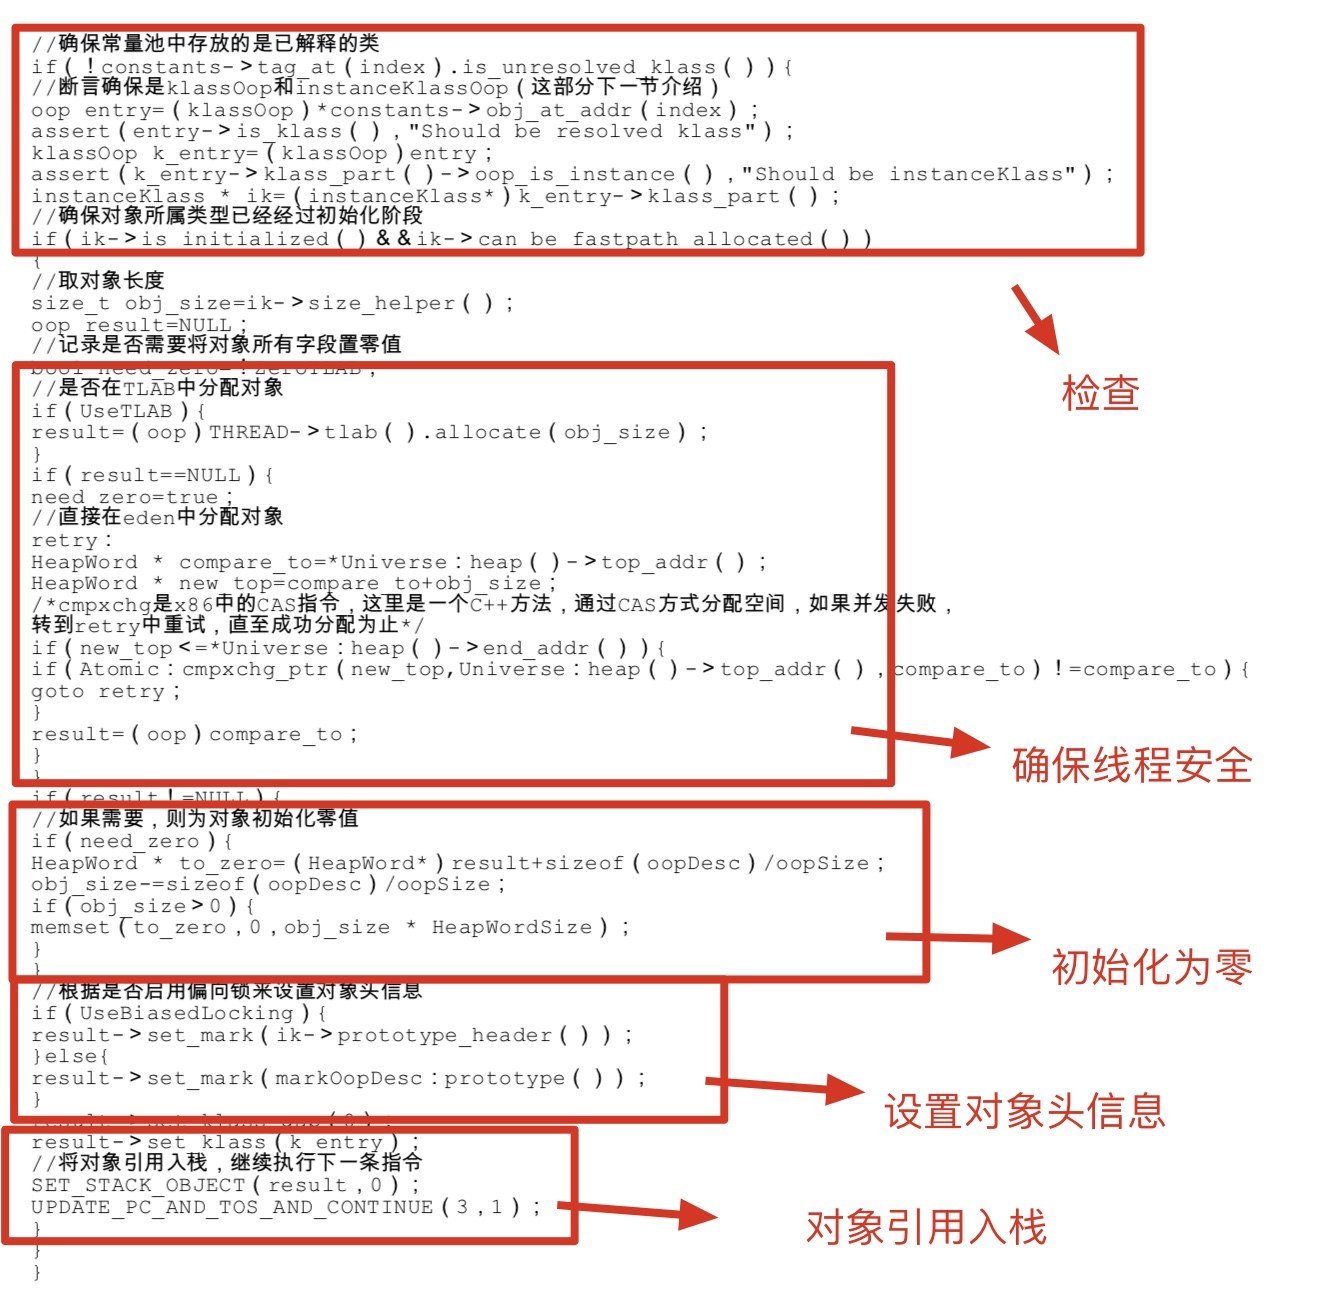 //确保常量池中存放的是已解释的类
if(!constants->tag_at(index).is_unresolved_klass()){
//断言确保是klassOop和instanceKlassOop(这部分下一节介绍)
oop entry=(klassOop)*constants->obj_at_addr(index);
assert(entry->is_klass(),"Should be resolved klass");
klassOop k_entry=(klassOop)entry;
assert(k_entry->klass_part()->oop_is_instance(),"Should be instanceKlass");
instanceKlass * ik=(instanceKlass*)k_entry->klass_part();
//确保对象所属类型已经经过初始化阶段
if(ik->is_initialized()&&ik->can_be_fastpath_allocated())
{
//取对象长度
size_t obj_size=ik->size_helper();
oop result=NULL;
//记录是否需要将对象所有字段置零值
bool need_zero=!ZeroTLAB;
//是否在TLAB中分配对象
if(UseTLAB){
result=(oop)THREAD->tlab().allocate(obj_size);
}
if(result==NULL){
need_zero=true;
//直接在eden中分配对象
retry:
HeapWord * compare_to=*Universe:heap()->top_addr();
HeapWord * new_top=compare_to+obj_size;
/*cmpxchg是x86中的CAS指令,这里是一个C++方法,通过CAS方式分配空间,如果并发失败,
转到retry中重试,直至成功分配为止*/
if(new_top<=*Universe:heap()->end_addr()){
if(Atomic:cmpxchg_ptr(new_top,Universe:heap()->top_addr(),compare_to)!=compare_to){
goto retry;
}
result=(oop)compare_to;
}
}
if(result!=NULL){
//如果需要,则为对象初始化零值
if(need_zero){
HeapWord * to_zero=(HeapWord*)result+sizeof(oopDesc)/oopSize;
obj_size-=sizeof(oopDesc)/oopSize;
if(obj_size>0){
memset(to_zero,0,obj_size * HeapWordSize);
}
}
//根据是否启用偏向锁来设置对象头信息
if(UseBiasedLocking){
result->set_mark(ik->prototype_header());
}else{
result->set_mark(markOopDesc:prototype());
}
result->set_klass_gap(0);
result->set_klass(k_entry);
//将对象引用入栈,继续执行下一条指令
SET_STACK_OBJECT(result,0);
UPDATE_PC_AND_TOS_AND_CONTINUE(3,1);
}
}
}
检查
确保线程安全
初始化为零
设置对象头信息
对象引用入栈